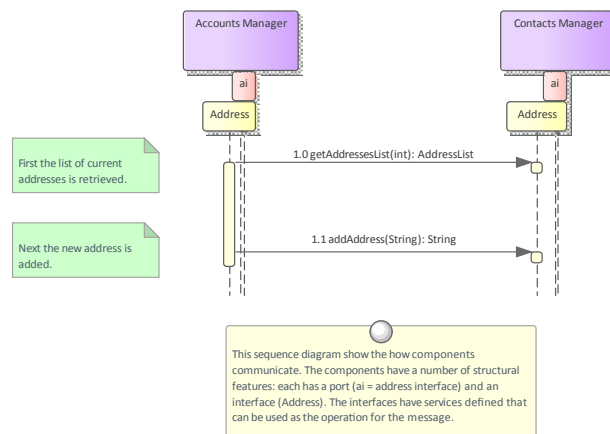 Accounts Manager
Contacts Manager
ai
ai
Address
Address
First the list of current
addresses is retrieved.
1.0 getAddressesList(int): AddressList
Next the new address is
added.
1.1 addAddress(String): String
This sequence diagram show the how components
communicate. The components have a number of structural
features: each has a port (ai = address interface) and an
interface (Address). The interfaces have services defined that
can be used as the operation for the message.